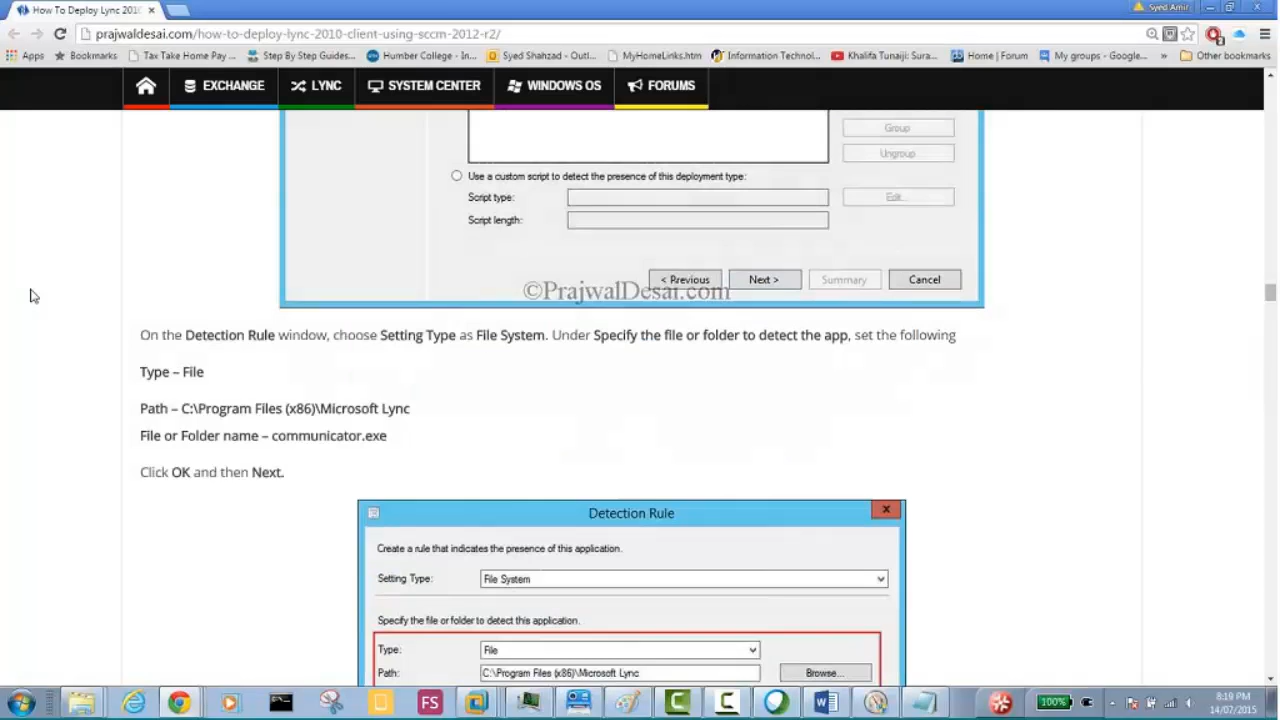 How To Deploy Lync 201
Syed Amir
prajwaldesai.com/how-to-deploy-lync-2010-client-using-sccm-2012-r2/
Apps
Bookmarks
Tax Take Home Pay ...
Step By Step Guides...
Humber College - In...
Syed Shahzad - Outl...
MyHomeLinks.htm
Information Technol...
Khalifa Tunaiji: Sura...
Home | Forum
My groups - Google...
»
Other bookmarks
EXCHANGE
LYNC
SYSTEM CENTER
WINDOWS OS
FORUMS
Group
Ungroup
Use a custom script to detect the presence of this deployment type:
Script type:
Edit...
Script length:
< Previous
Next >
Summary
Cancel
©PrajwalDesai.com
On the Detection Rule window, choose Setting Type as File System. Under Specify the file or folder to detect the app, set the following
Type – File
Path – C:\Program Files (x86)\Microsoft Lync
File or Folder name – communicator.exe
Click OK and then Next.
Detection Rule
Create a rule that indicates the presence of this application.
Setting Type:
File System
Specify the file or folder to detect this application.
Type:
File
Path:
C:\Program Files (x86)\Microsoft Lync
Browse...
FS
100%
8:19 PM
14/07/2015